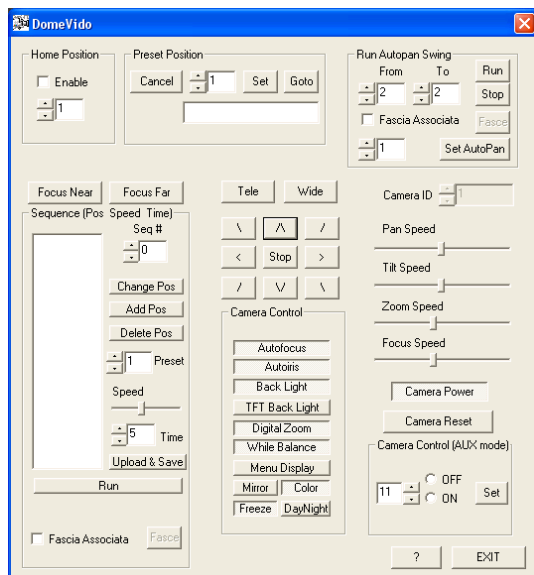 DomeVido
Home Position
Enable
1
Preset Position
Cancel 1 Set Goto
Run Autopan Swing
From To Run
2 2 Stop
Fascia Associata Fasce
1 Set AutoPan
Focus Near Focus Far
Sequence (Pos Speed Time)
Seq #
0
Change Pos
Add Pos
Delete Pos
1 Preset
Speed
5 Time
Upload & Save
Run
Fascia Associata Fasce
Tele Wide
\ /\ /
< Stop >
/ \/ \
Camera Control
Autofocus
Autoiris
Back Light
TFT Back Light
Digital Zoom
While Balance
Menu Display
Mirror Color
Freeze DayNight
Camera ID 1
Pan Speed
Tilt Speed
Zoom Speed
Focus Speed
Camera Power
Camera Reset
Camera Control (AUX mode)
OFF
11 ON Set
? EXIT